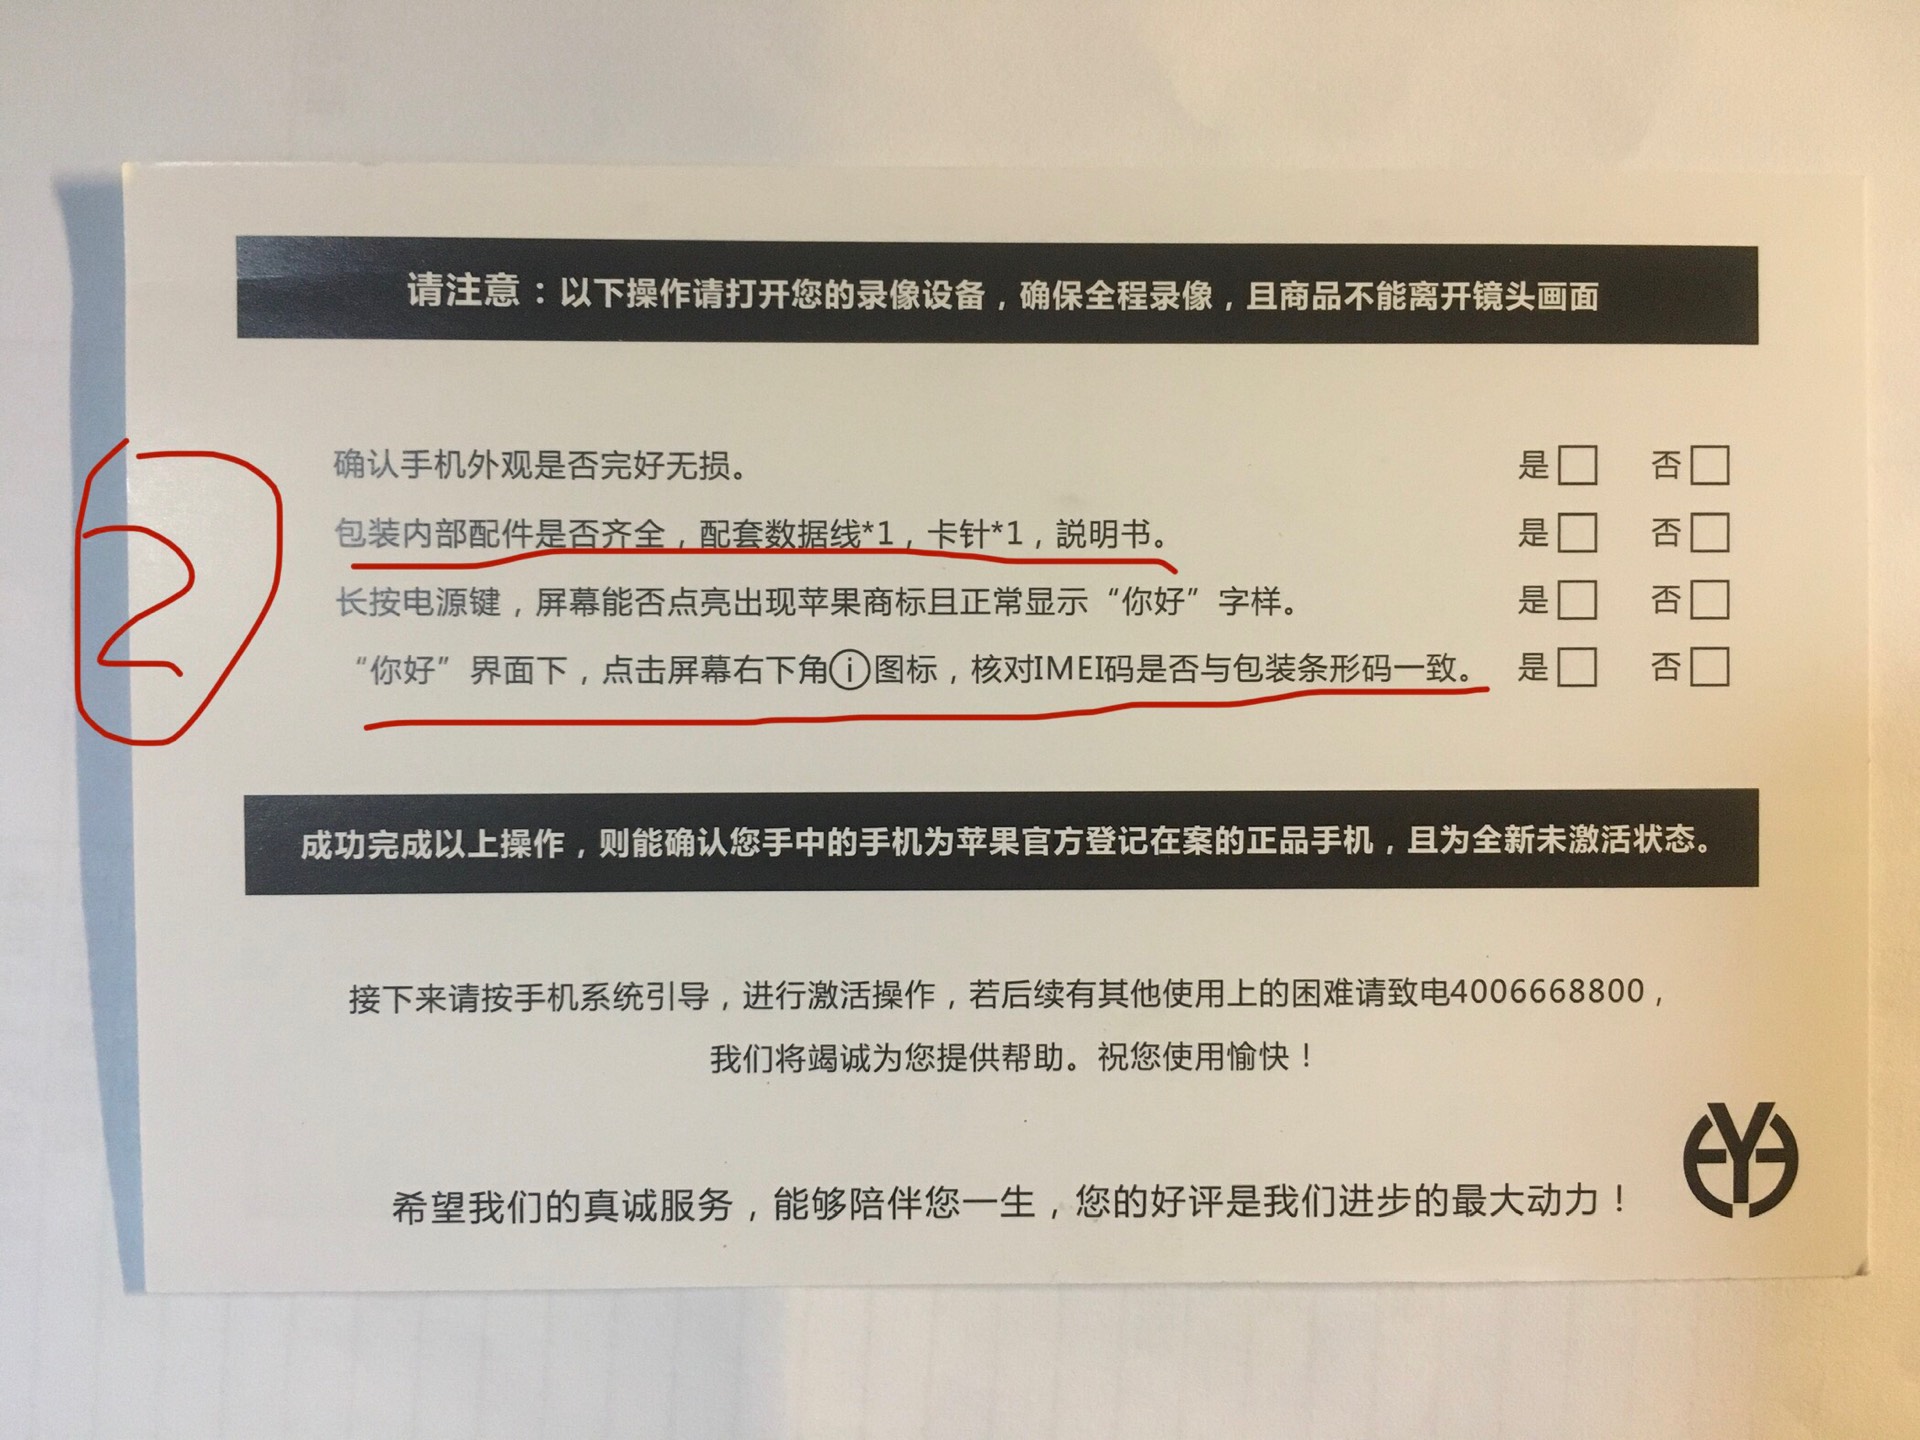 请注意：以下操作请打开您的录像设备，确保全程录像，且商品不能离开镜头画面
确认手机外观是否完好无损。 是□ 否□
包装内部配件是否齐全，配套数据线*1，卡针*1，説明书。 是□ 否□
长按电源键，屏幕能否点亮出现苹果商标且正常显示“你好”字样。 是□ 否□
2
“你好”界面下，点击屏幕右下角ⓘ图标，核对IMEI码是否与包装条形码一致。 是□ 否□
成功完成以上操作，则能确认您手中的手机为苹果官方登记在案的正品手机，且为全新未激活状态。
接下来请按手机系统引导，进行激活操作，若后续有其他使用上的困难请致电4006668800，
我们将竭诚为您提供帮助。祝您使用愉快！
希望我们的真诚服务，能够陪伴您一生，您的好评是我们进步的最大动力！
EYE